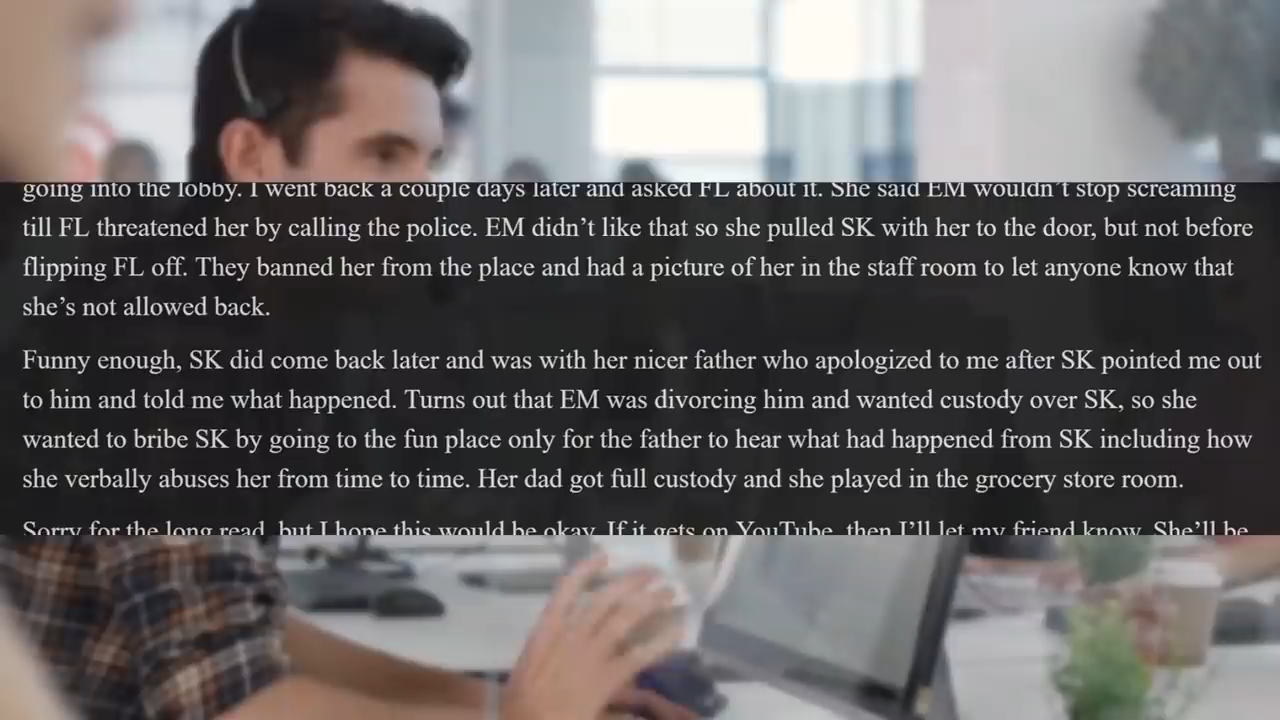 going into the lobby. I went back a couple days later and asked FL about it. She said EM wouldn’t stop screaming
till FL threatened her by calling the police. EM didn’t like that so she pulled SK with her to the door, but not before
flipping FL off. They banned her from the place and had a picture of her in the staff room to let anyone know that
she’s not allowed back.
Funny enough, SK did come back later and was with her nicer father who apologized to me after SK pointed me out
to him and told me what happened. Turns out that EM was divorcing him and wanted custody over SK, so she
wanted to bribe SK by going to the fun place only for the father to hear what had happened from SK including how
she verbally abuses her from time to time. Her dad got full custody and she played in the grocery store room.
Sorry for the long read, but I hope this would be okay. If it gets on YouTube, then I’ll let my friend know. She’ll be